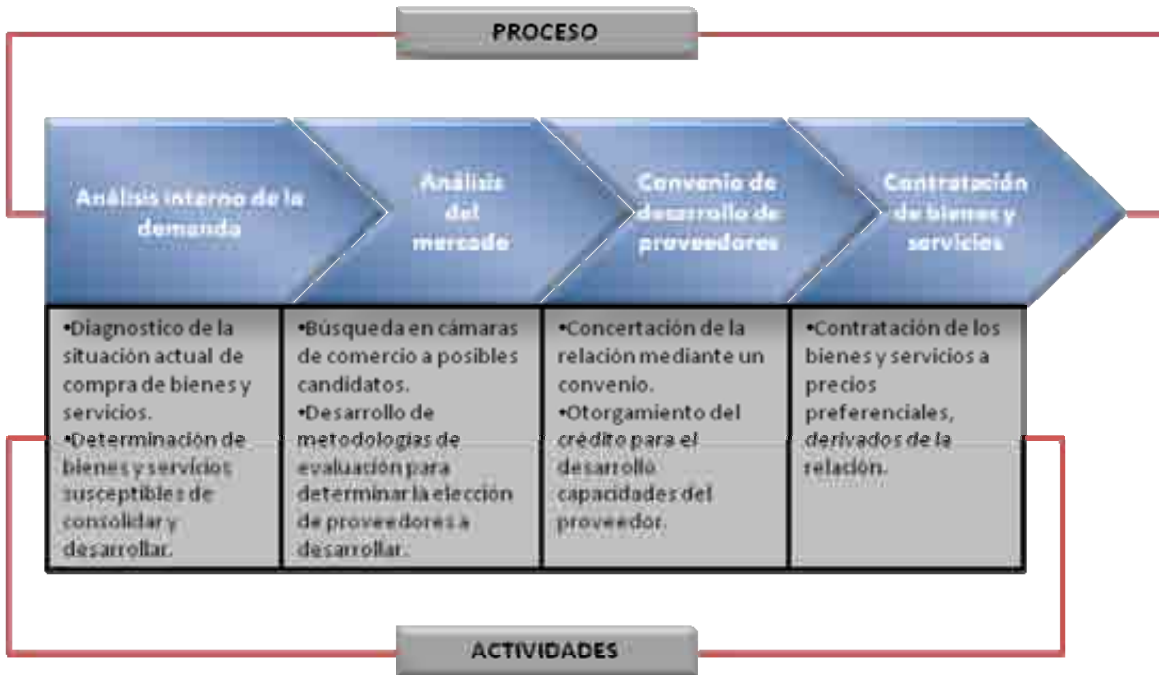 PROCESO
Análisis interno de la
demanda
Análisis
del
mercado
Convenio de
desarrollo de
proveedores
Contratación
de bienes y
servicios
•Diagnostico de la
situación actual de
compra de bienes y
servicios.
•Determinación de
bienes y servicios
susceptibles de
consolidar y
desarrollar.
•Búsqueda en cámaras
de comercio a posibles
candidatos.
•Desarrollo de
metodologías de
evaluación para
determinar la elección
de proveedores a
desarrollar.
•Concertación de la
relación mediante un
convenio.
•Otorgamiento del
crédito para el
desarrollo
capacidades del
proveedor.
•Contratación de los
bienes y servicios a
precios
preferenciales,
derivados de la
relación.
ACTIVIDADES